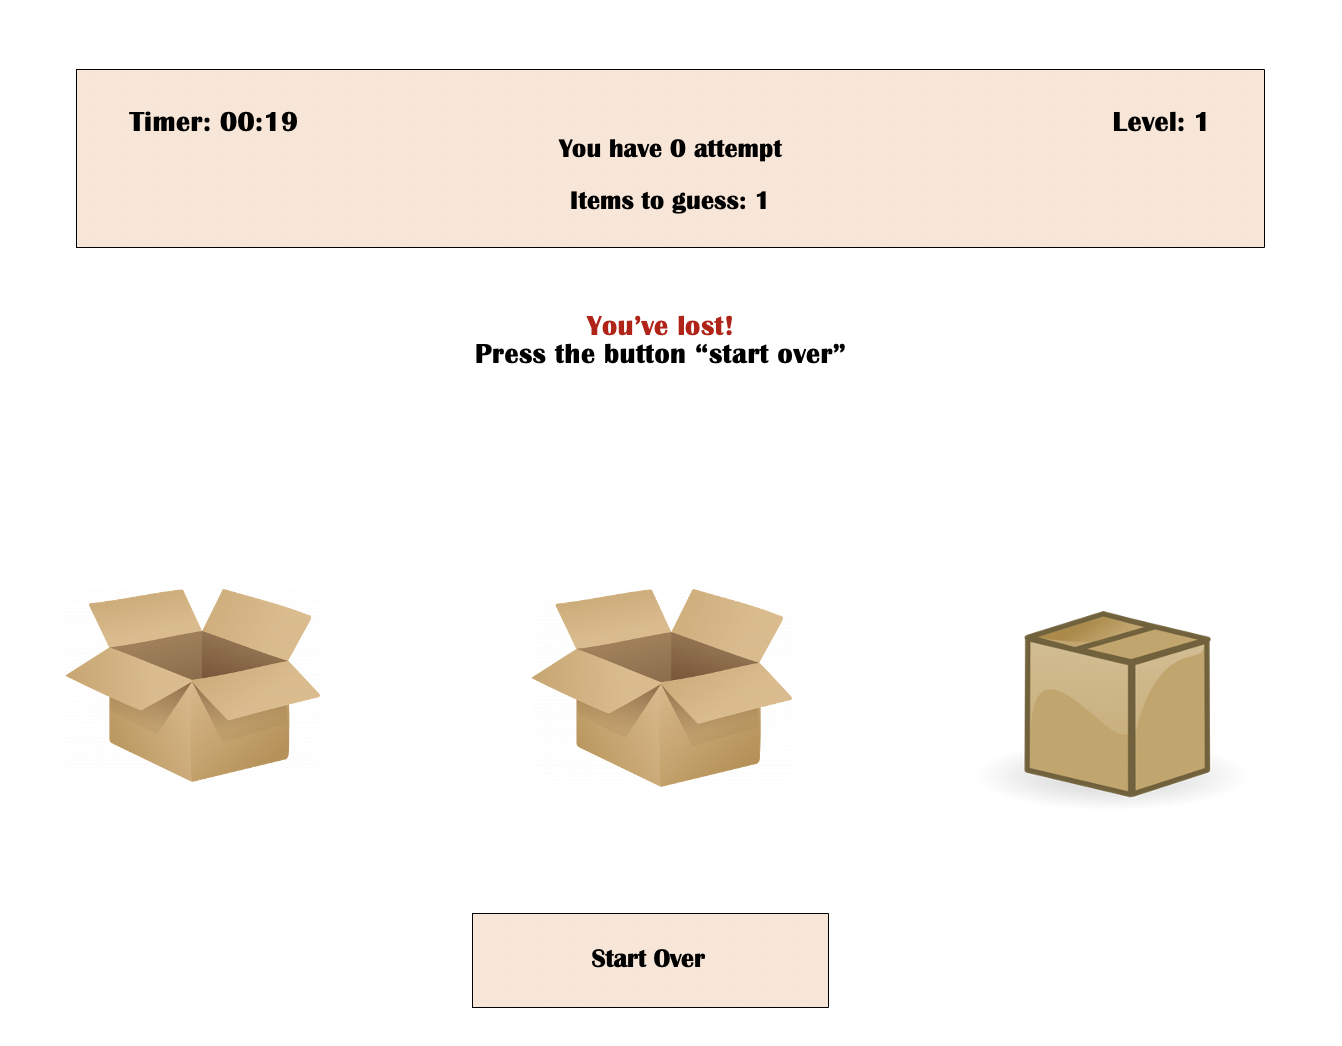 Timer: 00:19
Level: 1
You have 0 attempt
Items to guess: 1
You’ve lost!
Press the button “start over”
Start Over